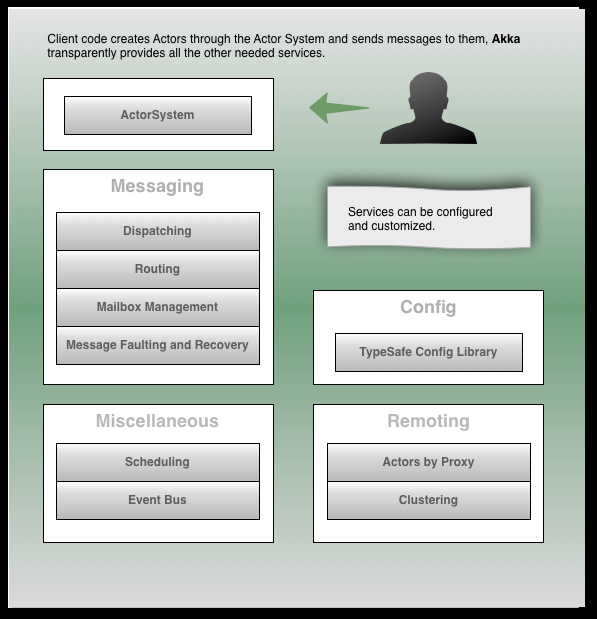 Client code creates Actors through the Actor System and sends messages to them, Akka
transparently provides all the other needed services.
ActorSystem
Messaging
Dispatching
Routing
Mailbox Management
Message Faulting and Recovery
Services can be configured
and customized.
Config
TypeSafe Config Library
Miscellaneous
Scheduling
Event Bus
Remoting
Actors by Proxy
Clustering